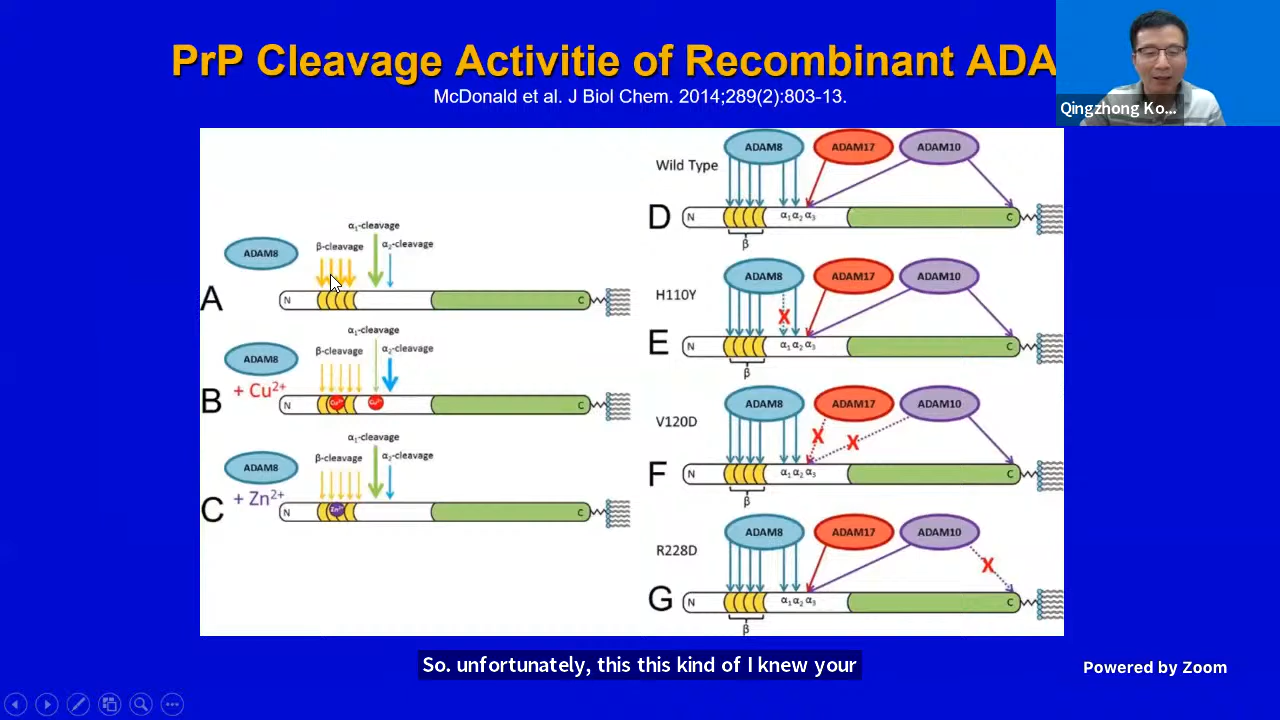 PrP Cleavage Activitie of Recombinant ADA
McDonald et al. J Biol Chem. 2014;289(2):803-13.
Qingzhong Ko...
α1-cleavage
β-cleavage
α2-cleavage
ADAM8
A
N
C
α1-cleavage
β-cleavage
α2-cleavage
ADAM8
+ Cu2+
B
N
Cu2+
Cu2+
C
α1-cleavage
β-cleavage
α2-cleavage
ADAM8
+ Zn2+
C
N
Zn2+
C
Wild Type
ADAM8
ADAM17
ADAM10
D
N
α1 α2 α3
C
β
H110Y
ADAM8
ADAM17
ADAM10
X
E
N
α1 α2 α3
C
β
V120D
ADAM8
ADAM17
ADAM10
X
X
F
N
α1 α2 α3
C
β
R228D
ADAM8
ADAM17
ADAM10
X
G
N
α1 α2 α3
C
β
So. unfortunately, this this kind of I knew your
Powered by Zoom